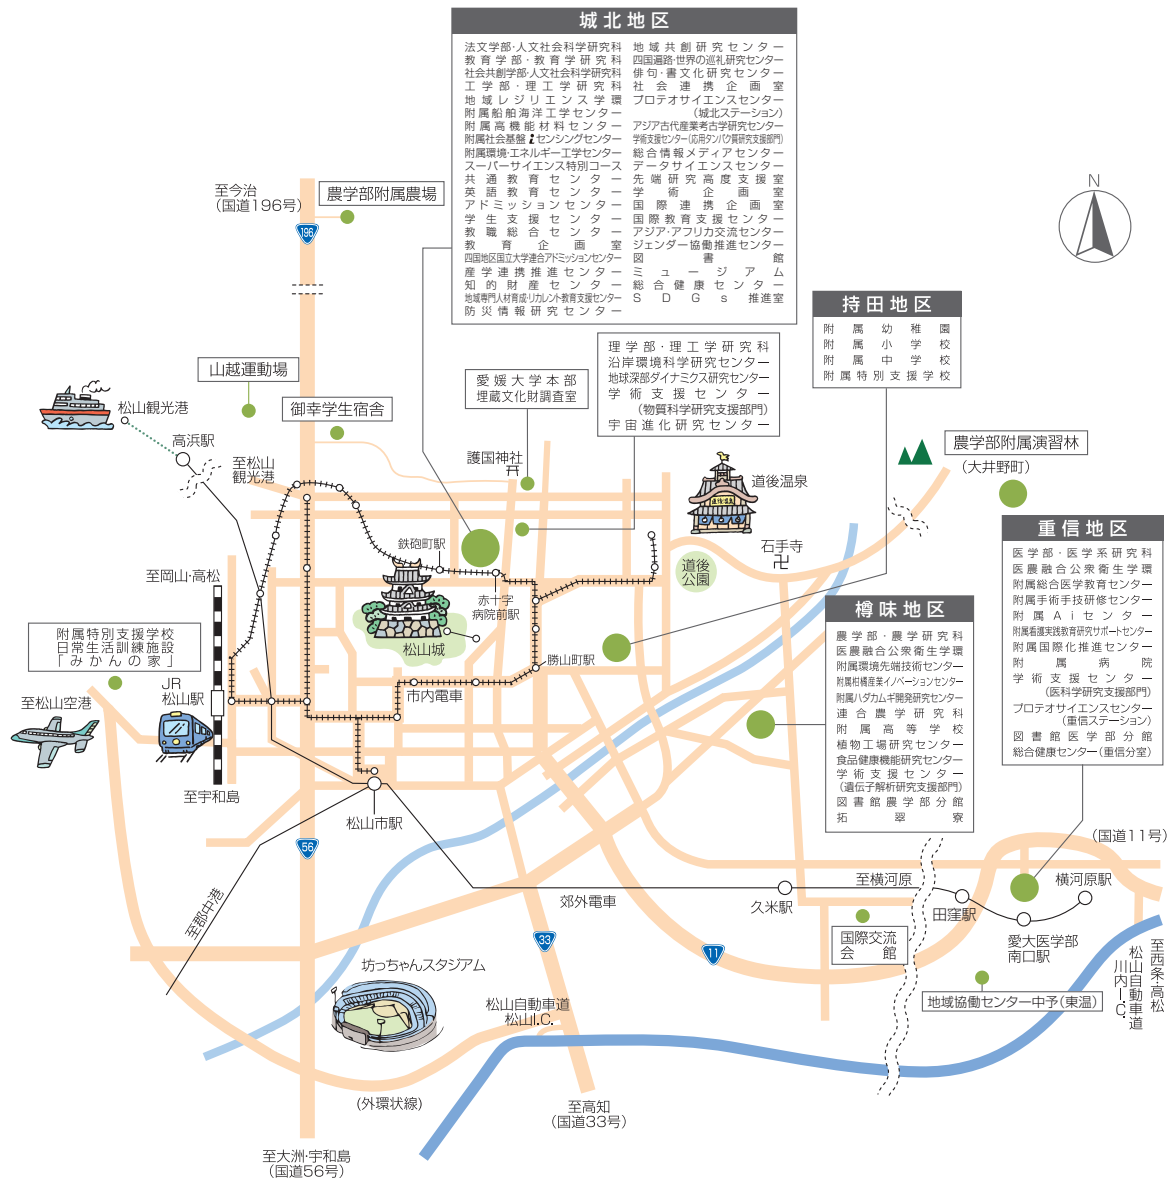 城北地区
法文学部・人文社会科学研究科
教育学部・教育学研究科
社会共創学部・人文社会科学研究科
工学部・理工学研究科
地域レジリエンス学環
附属船舶海洋工学センター
附属高機能材料センター
附属社会基盤iセンシングセンター
附属環境・エネルギー工学センター
スーパーサイエンス特別コース
共通教育センター
英語教育センター
アドミッションセンター
学生支援センター
教職総合センター
教育企画室
四国地区国立大学連合アドミッションセンター
産学連携推進センター
知的財産センター
地域専門人材育成・リカレント教育支援センター
防災情報研究センター
地域共創研究センター
四国遍路・世界の巡礼研究センター
俳句・書文化研究センター
社会連携企画室
プロテオサイエンスセンター
(城北ステーション)
アジア古代産業考古学研究センター
学術支援センター(応用タンパク質研究支援部門)
総合情報メディアセンター
データサイエンスセンター
先端研究高度支援室
学術企画室
国際連携企画室
国際教育支援センター
アジア・アフリカ交流センター
ジェンダー協働推進センター
図書館
ミュージアム
総合健康センター
SDGs推進室
N
至今治
(国道196号)
農学部附属農場
196
持田地区
附属幼稚園
附属小学校
附属中学校
附属特別支援学校
理学部・理工学研究科
沿岸環境科学研究センター
地球深部ダイナミクス研究センター
学術支援センター
(物質科学研究支援部門)
宇宙進化研究センター
愛媛大学本部
埋蔵文化財調査室
山越運動場
御幸学生宿舎
松山観光港
高浜駅
至松山
観光港
護国神社
道後温泉
道後温泉
農学部附属演習林
(大井野町)
重信地区
医学部・医学系研究科
医農融合公衆衛生学環
附属総合医学教育センター
附属手術手技研修センター
附属Aiセンター
附属看護実践教育研究サポートセンター
附属国際化推進センター
附属病院
学術支援センター
(医科学研究支援部門)
プロテオサイエンスセンター
(重信ステーション)
図書館医学部分館
総合健康センター(重信分室)
鉄砲町駅
石手寺
卍
道後
公園
至岡山・高松
赤十字
病院前駅
松山城
樽味地区
農学部・農学研究科
医農融合公衆衛生学環
附属環境先端技術センター
附属柑橘産業イノベーションセンター
附属ハダカムギ開発研究センター
連合農学研究科
附属高等学校
植物工場研究センター
食品健康機能研究センター
学術支援センター
(遺伝子解析研究支援部門)
図書館農学部分館
拓翠寮
附属特別支援学校
日常生活訓練施設
「みかんの家」
勝山町駅
JR
松山駅
市内電車
至松山空港
至宇和島
松山市駅
56
(国道11号)
至横河原
横河原駅
至郡中港
郊外電車
久米駅
田窪駅
愛大医学部
南口駅
国際交流
会館
33
11
坊っちゃんスタジアム
松山自動車道
松山I.C.
地域協働センター中予(東温)
至西条・高松
松山自動車道
川内I.C.
(外環状線)
至高知
(国道33号)
至大洲・宇和島
(国道56号)